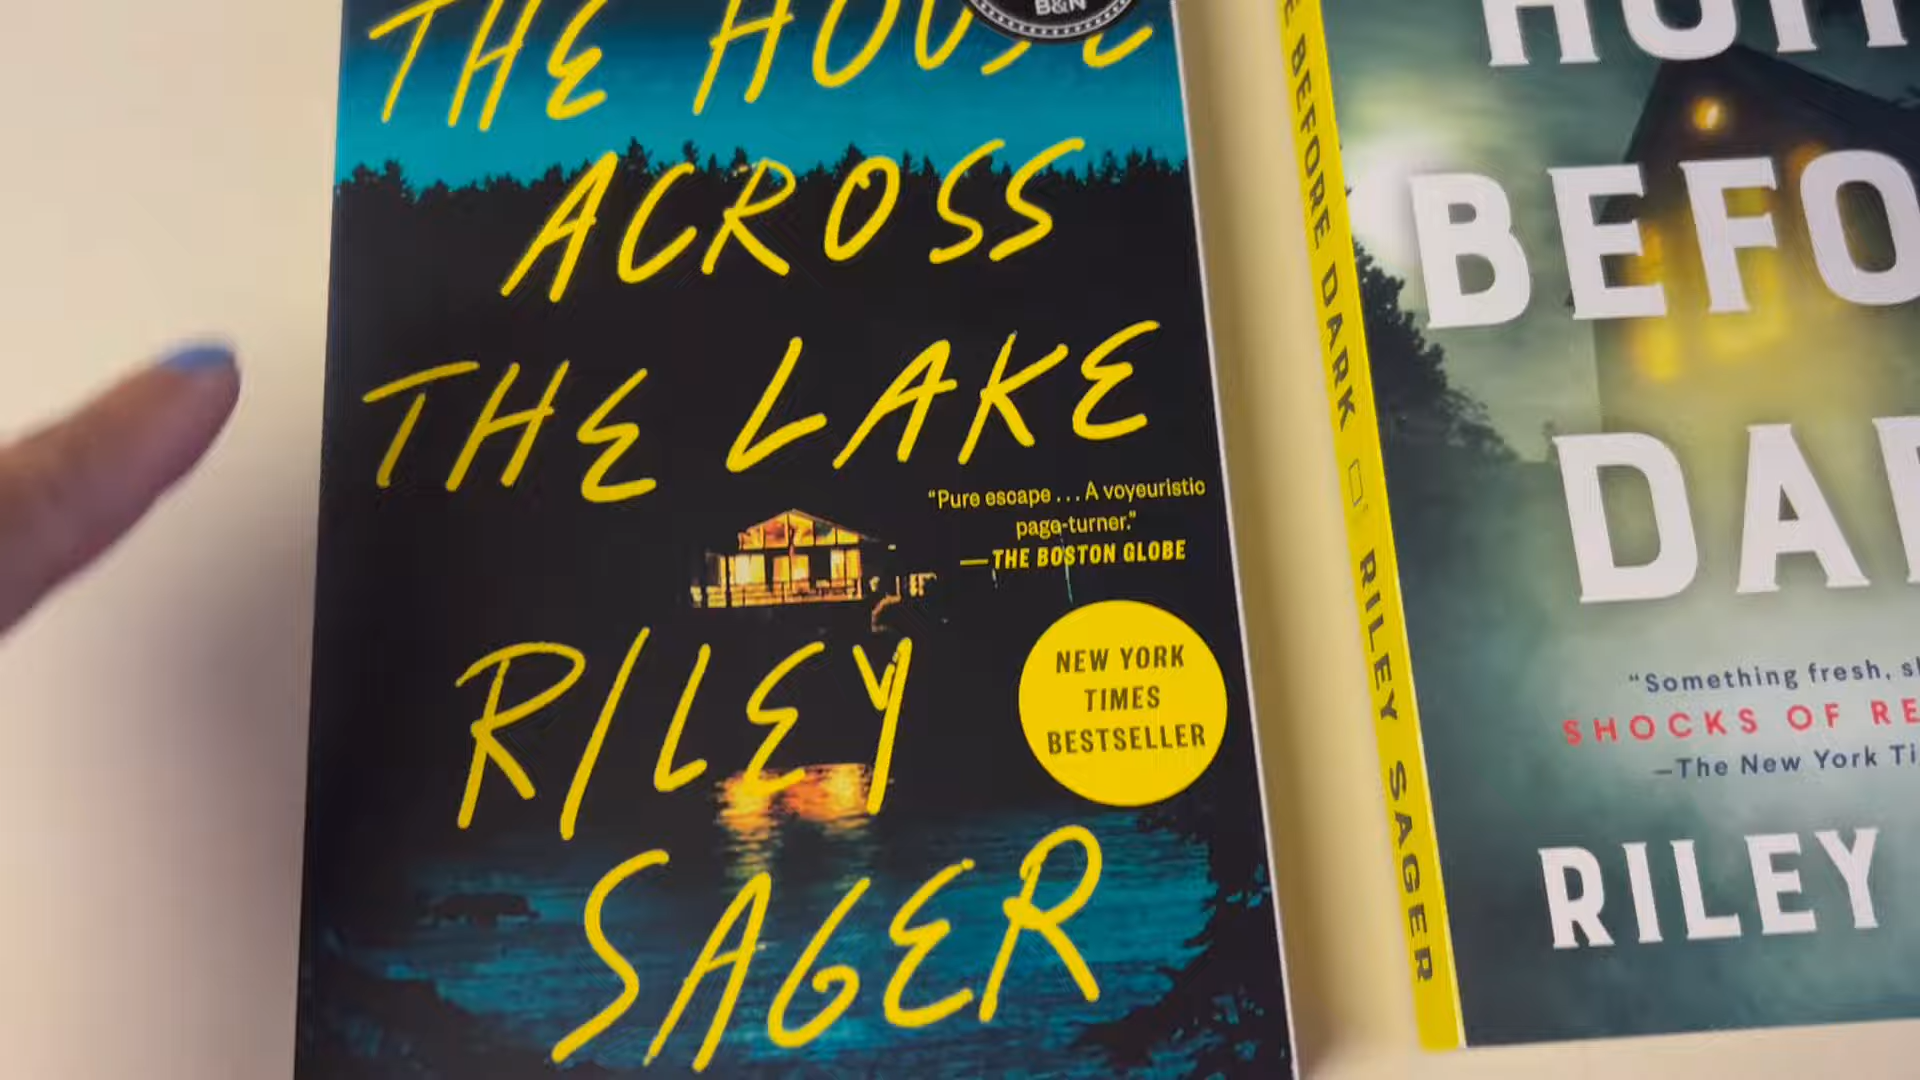 B&N
THE HOUSE
ACROSS
THE LAKE
"Pure escape . . . A voyeuristic
page-turner."
—THE BOSTON GLOBE
RILEY
NEW YORK
TIMES
BESTSELLER
SAGER
BEFORE DARK RILEY SAGER
BEFO
DA
"Something fresh,
SHOCKS OF RE
—The New York Ti
RILEY